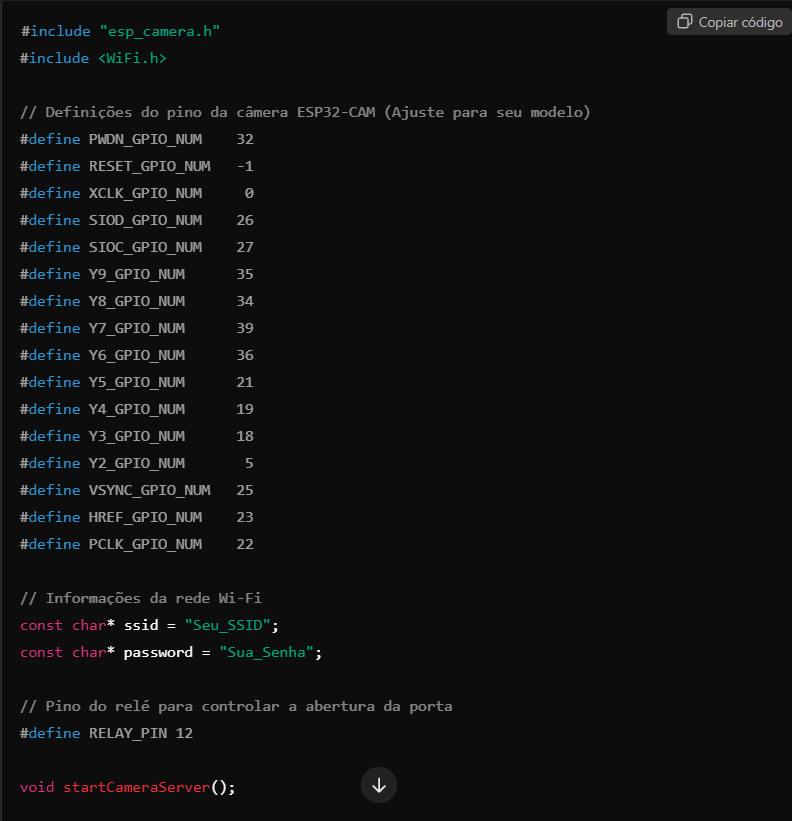 Copiar código
#include "esp_camera.h"
#include <WiFi.h>
// Definições do pino da câmera ESP32-CAM (Ajuste para seu modelo)
#define PWDN_GPIO_NUM    32
#define RESET_GPIO_NUM   -1
#define XCLK_GPIO_NUM     0
#define SIOD_GPIO_NUM    26
#define SIOC_GPIO_NUM    27
#define Y9_GPIO_NUM      35
#define Y8_GPIO_NUM      34
#define Y7_GPIO_NUM      39
#define Y6_GPIO_NUM      36
#define Y5_GPIO_NUM      21
#define Y4_GPIO_NUM      19
#define Y3_GPIO_NUM      18
#define Y2_GPIO_NUM       5
#define VSYNC_GPIO_NUM   25
#define HREF_GPIO_NUM    23
#define PCLK_GPIO_NUM    22
// Informações da rede Wi-Fi
const char* ssid = "Seu_SSID";
const char* password = "Sua_Senha";
// Pino do relé para controlar a abertura da porta
#define RELAY_PIN 12
void startCameraServer();